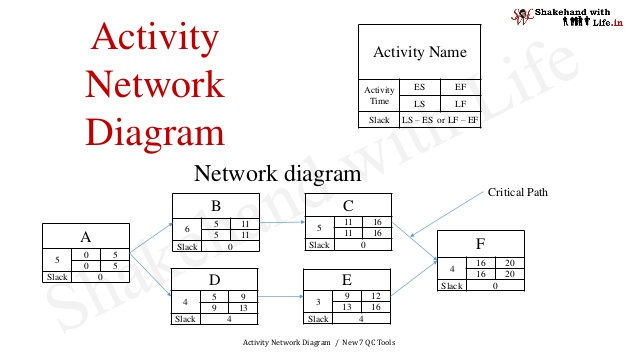 Shakehand with
Life.in
Activity
Network
Diagram
Activity Name
Activity Time
ES EF
LS LF
Slack LS – ES or LF – EF
Shakehand with Life
Network diagram
Critical Path
A
5
0 5
0 5
Slack 0
B
6
5 11
5 11
Slack 0
C
5
11 16
11 16
Slack 0
D
4
5 9
9 13
Slack 4
E
3
9 12
13 16
Slack 4
F
4
16 20
16 20
Slack 0
Activity Network Diagram / New 7 QC Tools